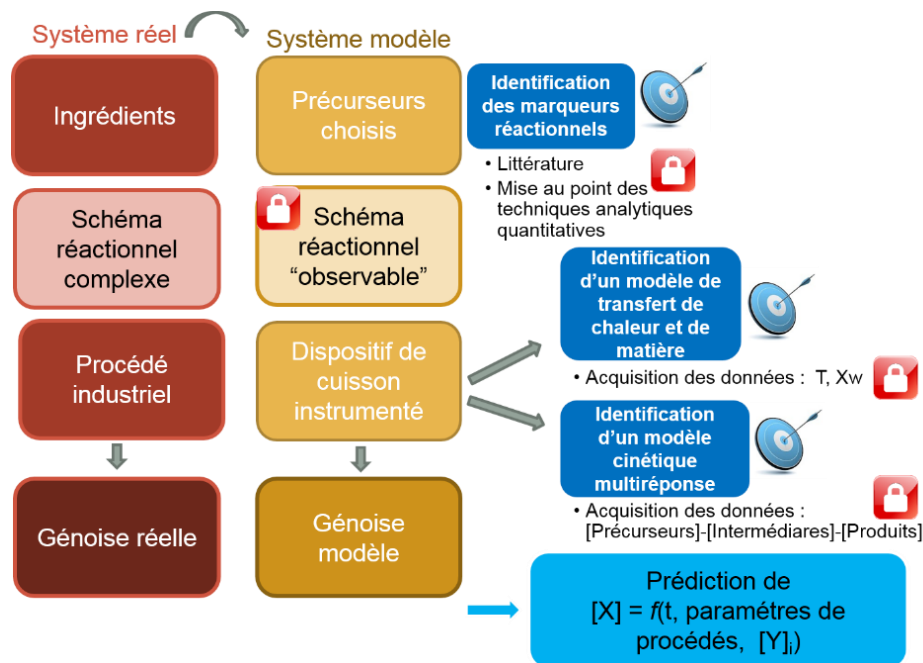 Système réel
Système modèle
Ingrédients
Précurseurs
choisis
Identification
des marqueurs
réactionnels
• Littérature
• Mise au point des
techniques analytiques
quantitatives
Schéma
réactionnel
complexe
Schéma
réactionnel
“observable”
Procédé
industriel
Dispositif de
cuisson
instrumenté
Identification
d’un modèle de
transfert de
chaleur et de
matière
• Acquisition des données : T, Xw
Identification
d’un modèle
cinétique
multiréponse
• Acquisition des données :
[Précurseurs]-[Intermédiares]-[Produits]
Génoise réelle
Génoise
modèle
Prédiction de
[X] = f(t, paramétres de
procédés, [Y]i)